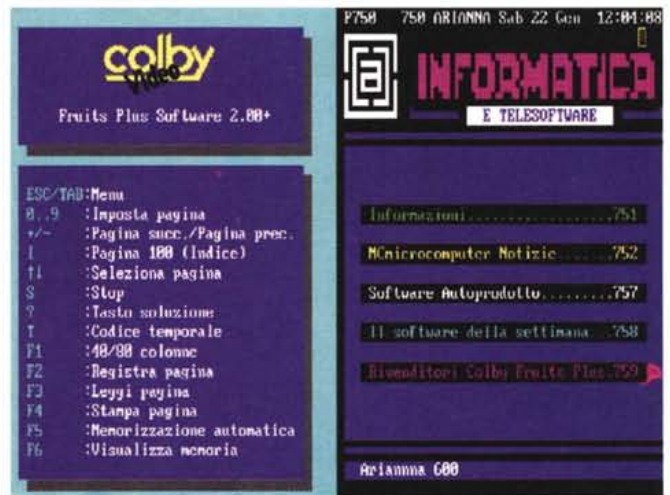 colby
Video
Fruits Plus Software 2.00+
ESC/TAB:Menu
0..9 :Imposta pagina
+/- :Pagina succ./Pagina prec.
I :Pagina 100 (Indice)
↑↓ :Seleziona pagina
S :Stop
? :Tasto soluzione
T :Codice temporale
F1 :40/80 colonne
F2 :Registra pagina
F3 :Leggi pagina
F4 :Stampa pagina
F5 :Memorizzazione automatica
F6 :Visualizza memoria
P750 750 ARIANNA Sab 22 Gen 12:04:08
a INFORMATICA
E TELESOFTWARE
Informazioni..................751
MCmicrocomputer Notizie......752
Software Autoprodotto.........757
Il software della settimana..758
Rivenditori Colby Fruits Plus.759
Ariannna 600